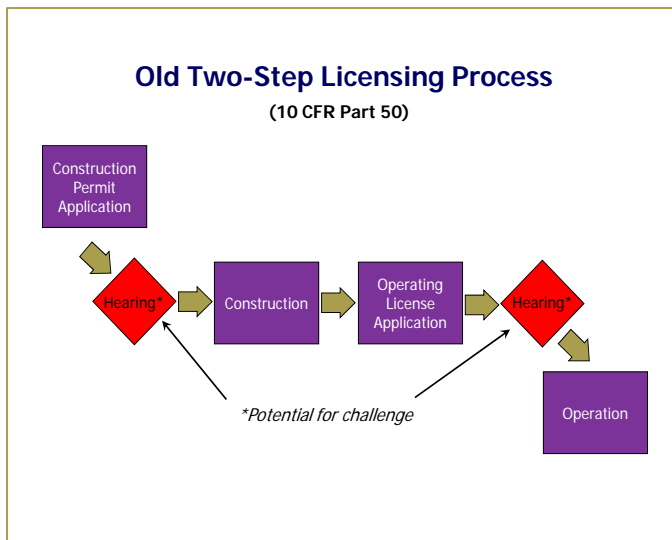 Old Two-Step Licensing Process
(10 CFR Part 50)
Construction
Permit
Application
Hearing*
Construction
Operating
License
Application
Hearing*
*Potential for challenge
Operation